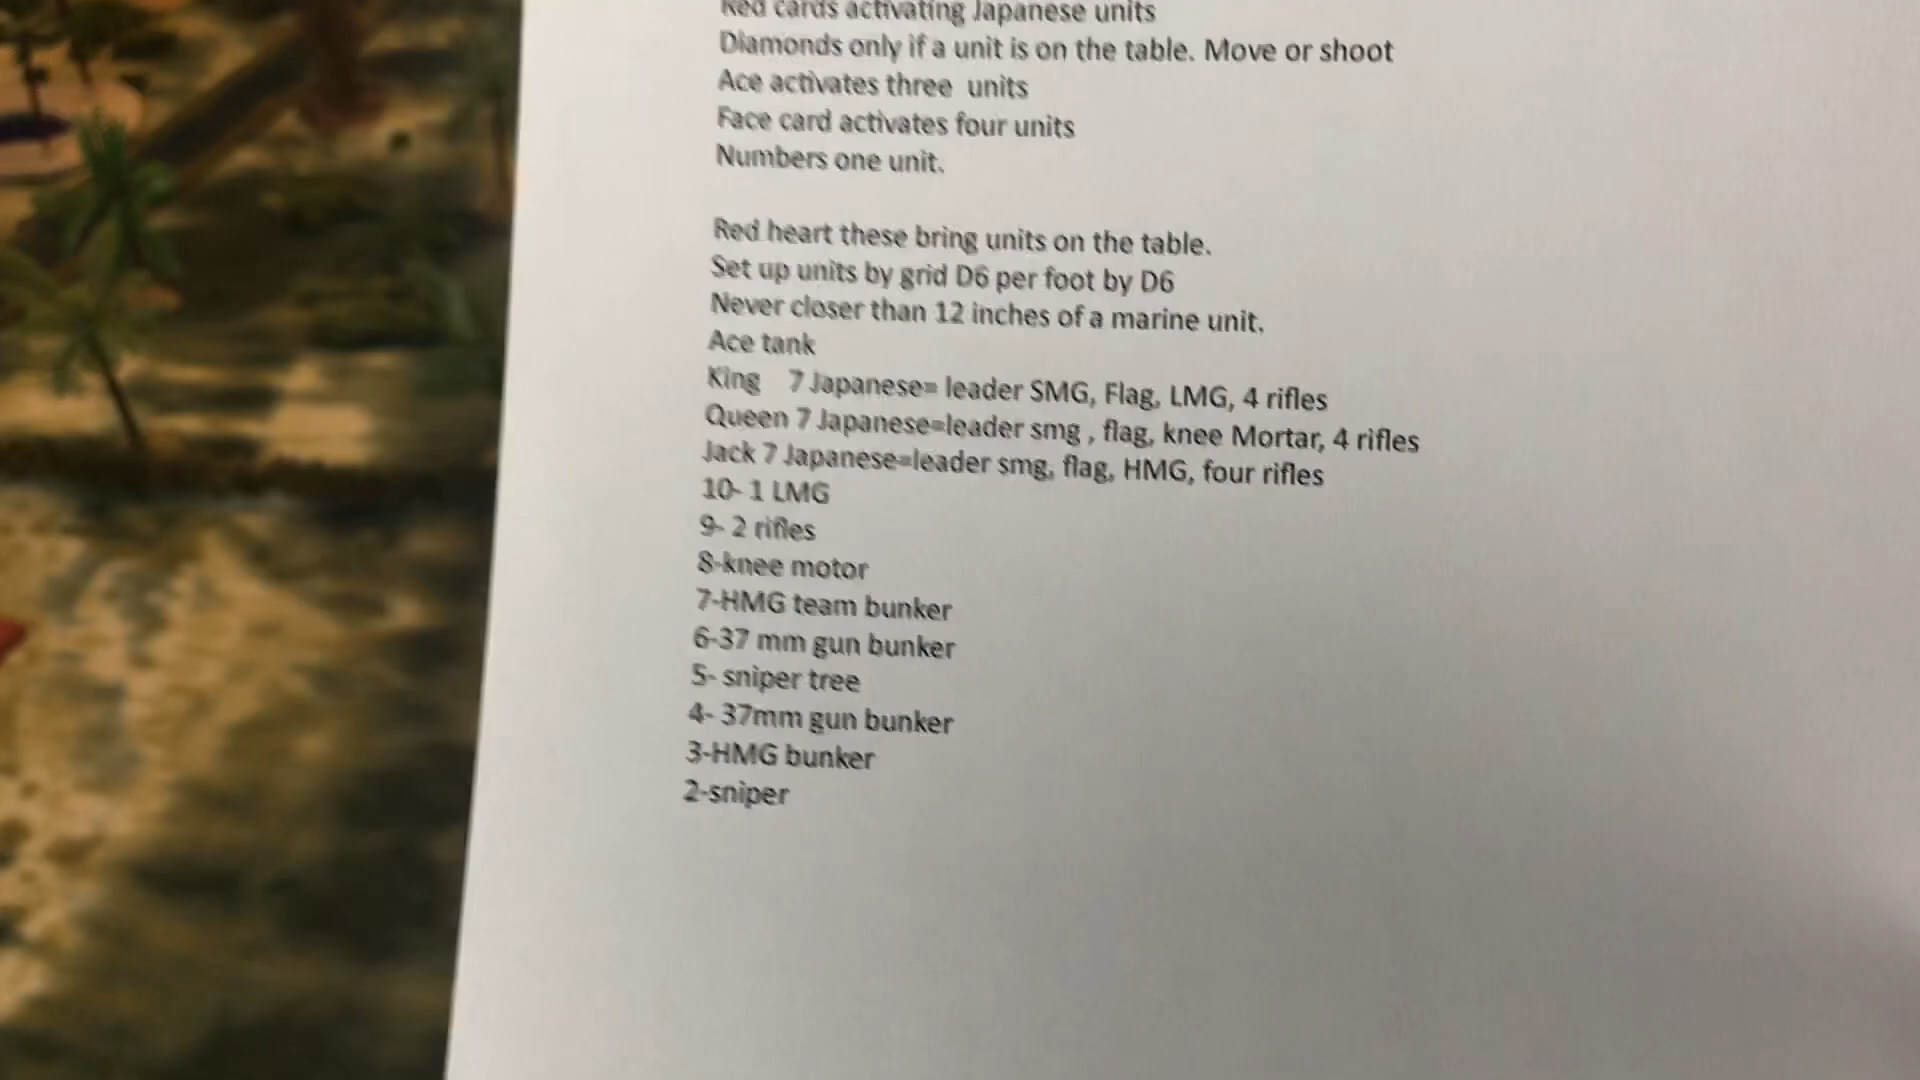 Red cards activating Japanese units
Diamonds only if a unit is on the table. Move or shoot
Ace activates three  units
Face card activates four units
Numbers one unit.
Red heart these bring units on the table.
Set up units by grid D6 per foot by D6
Never closer than 12 inches of a marine unit.
Ace tank
King    7 Japanese= leader SMG, Flag, LMG, 4 rifles
Queen 7 Japanese=leader smg , flag, knee Mortar, 4 rifles
Jack 7 Japanese=leader smg, flag, HMG, four rifles
10- 1 LMG
9- 2 rifles
8-knee motor
7-HMG team bunker
6-37 mm gun bunker
5- sniper tree
4- 37mm gun bunker
3-HMG bunker
2-sniper